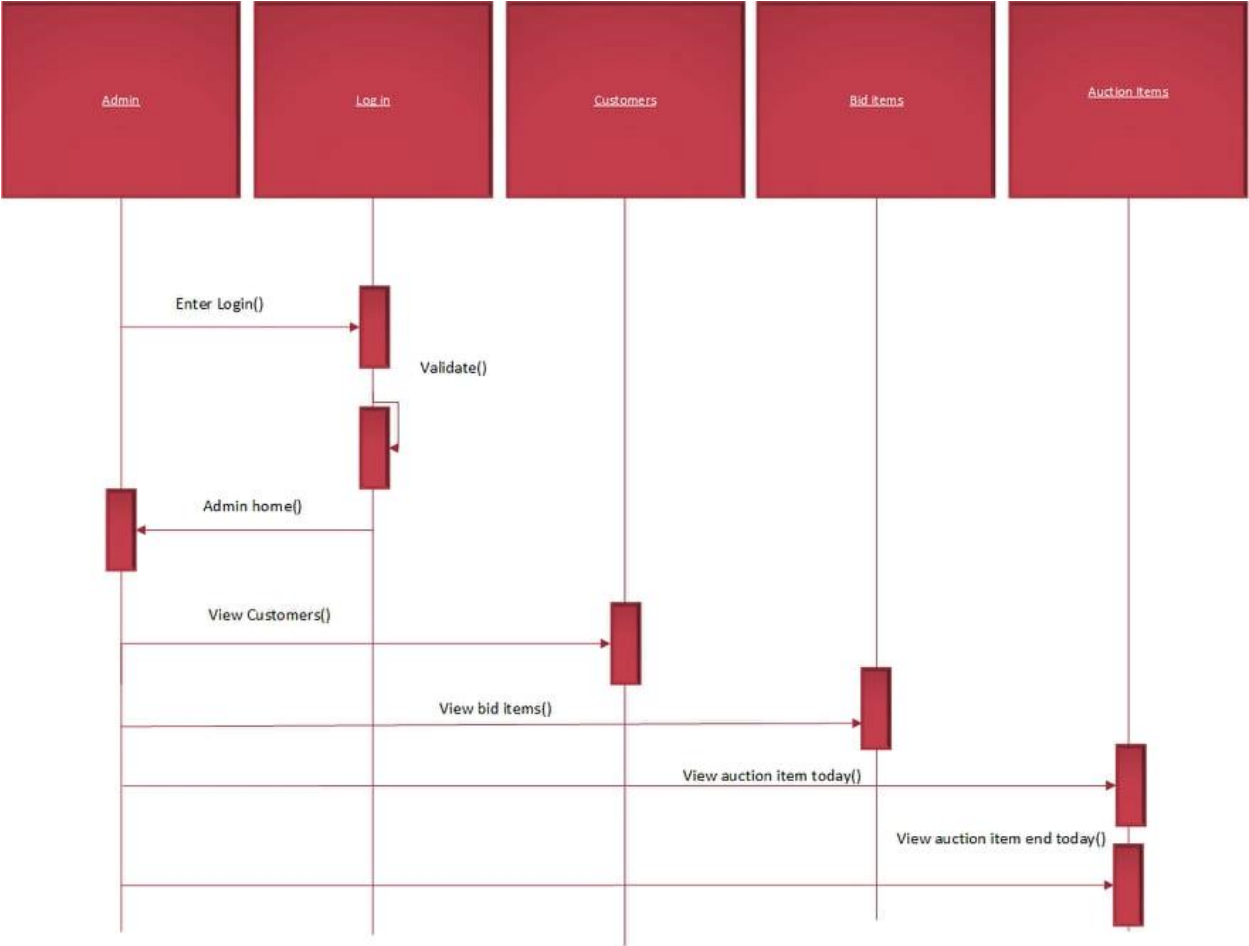 Admin
Log in
Customers
Bid items
Auction Items
Enter Login()
Validate()
Admin home()
View Customers()
View bid items()
View auction item today()
View auction item end today()